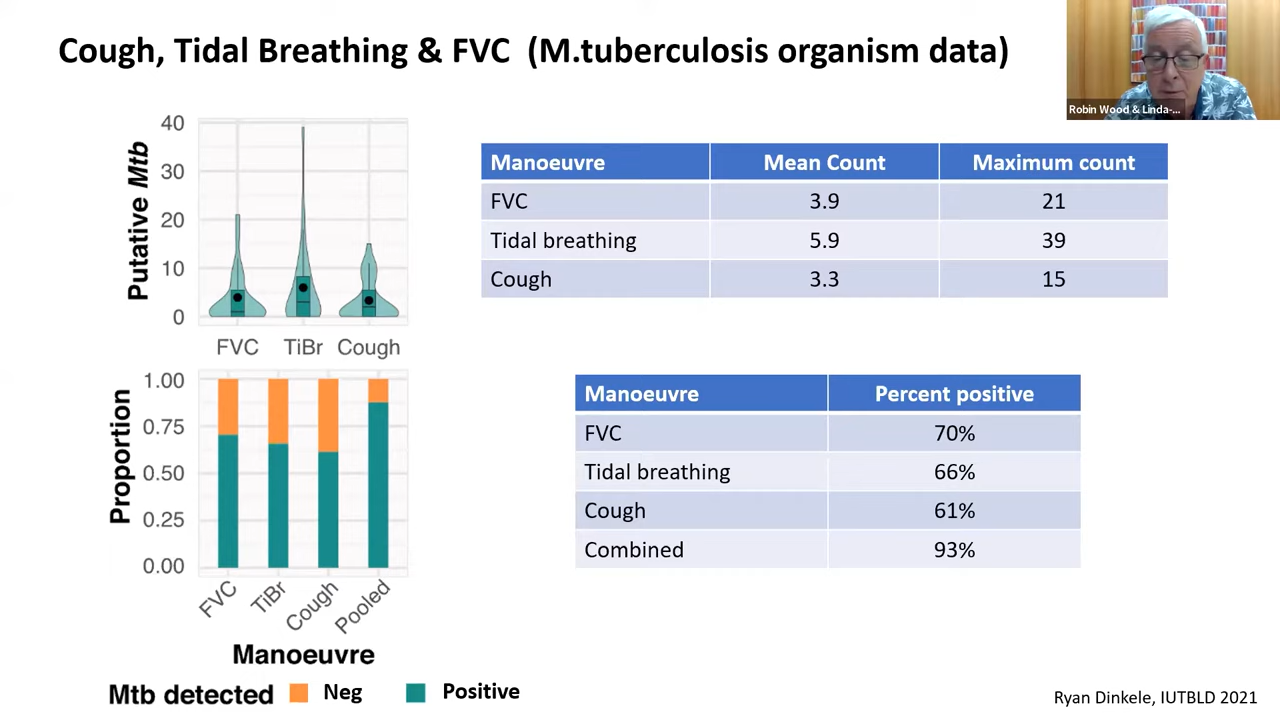 Cough, Tidal Breathing & FVC (M.tuberculosis organism data)
Robin Wood & Linda-...
Putative Mtb
40
30
20
10
0
FVC TiBr Cough
Manoeuvre Mean Count Maximum count
FVC 3.9 21
Tidal breathing 5.9 39
Cough 3.3 15
Proportion
1.00
0.75
0.50
0.25
0.00
FVC TiBr Cough Pooled
Manoeuvre
Mtb detected Neg Positive
Manoeuvre Percent positive
FVC 70%
Tidal breathing 66%
Cough 61%
Combined 93%
Ryan Dinkele, IUTBLD 2021